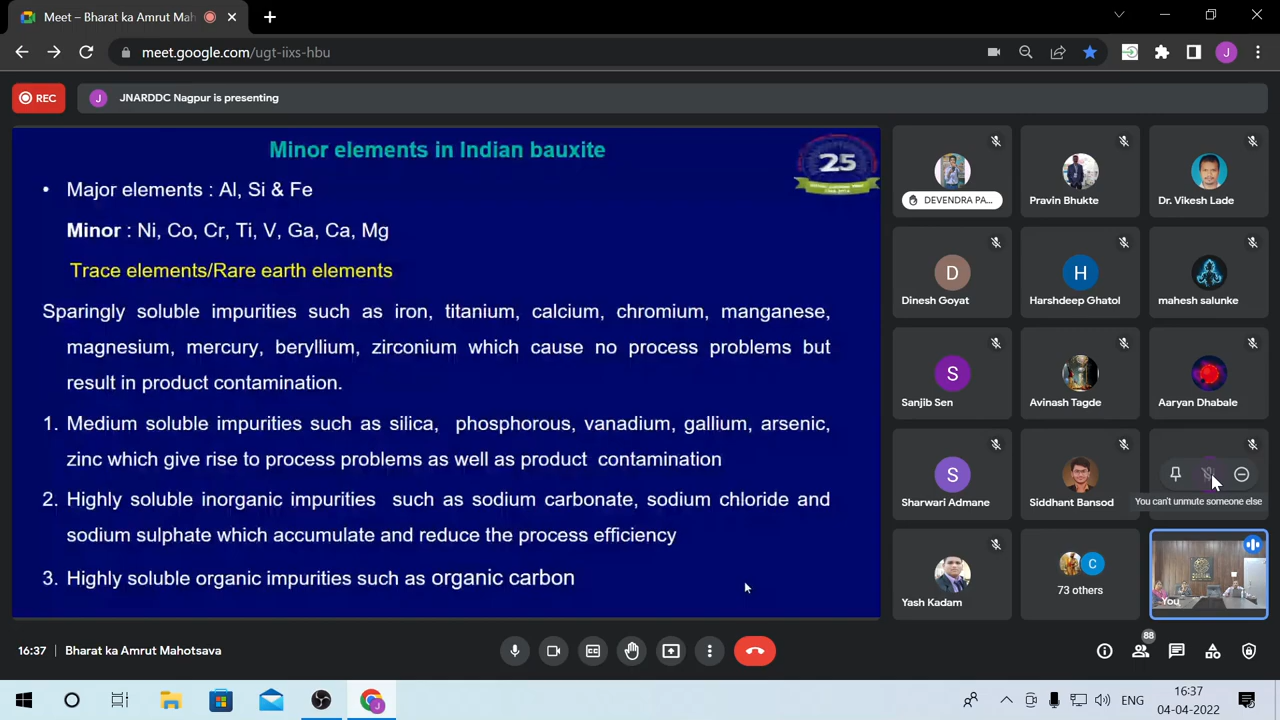 Meet – Bharat ka Amrut Mah
meet.google.com/ugt-iixs-hbu
J
REC
J
JNARDDC Nagpur is presenting
Minor elements in Indian bauxite
25
• Major elements : Al, Si & Fe
Minor : Ni, Co, Cr, Ti, V, Ga, Ca, Mg
Trace elements/Rare earth elements
Sparingly soluble impurities such as iron, titanium, calcium, chromium, manganese,
magnesium, mercury, beryllium, zirconium which cause no process problems but
result in product contamination.
1. Medium soluble impurities such as silica, phosphorous, vanadium, gallium, arsenic,
zinc which give rise to process problems as well as product contamination
2. Highly soluble inorganic impurities such as sodium carbonate, sodium chloride and
sodium sulphate which accumulate and reduce the process efficiency
3. Highly soluble organic impurities such as organic carbon
DEVENDRA PA...
Pravin Bhukte
Dr. Vikesh Lade
D
Dinesh Goyat
H
Harshdeep Ghatol
mahesh salunke
S
Sanjib Sen
Avinash Tagde
Aaryan Dhabale
S
Sharwari Admane
Siddhant Bansod
You can't unmute someone else
Yash Kadam
C
73 others
You
16:37
Bharat ka Amrut Mahotsava
CC
88
J
ENG
16:37
04-04-2022